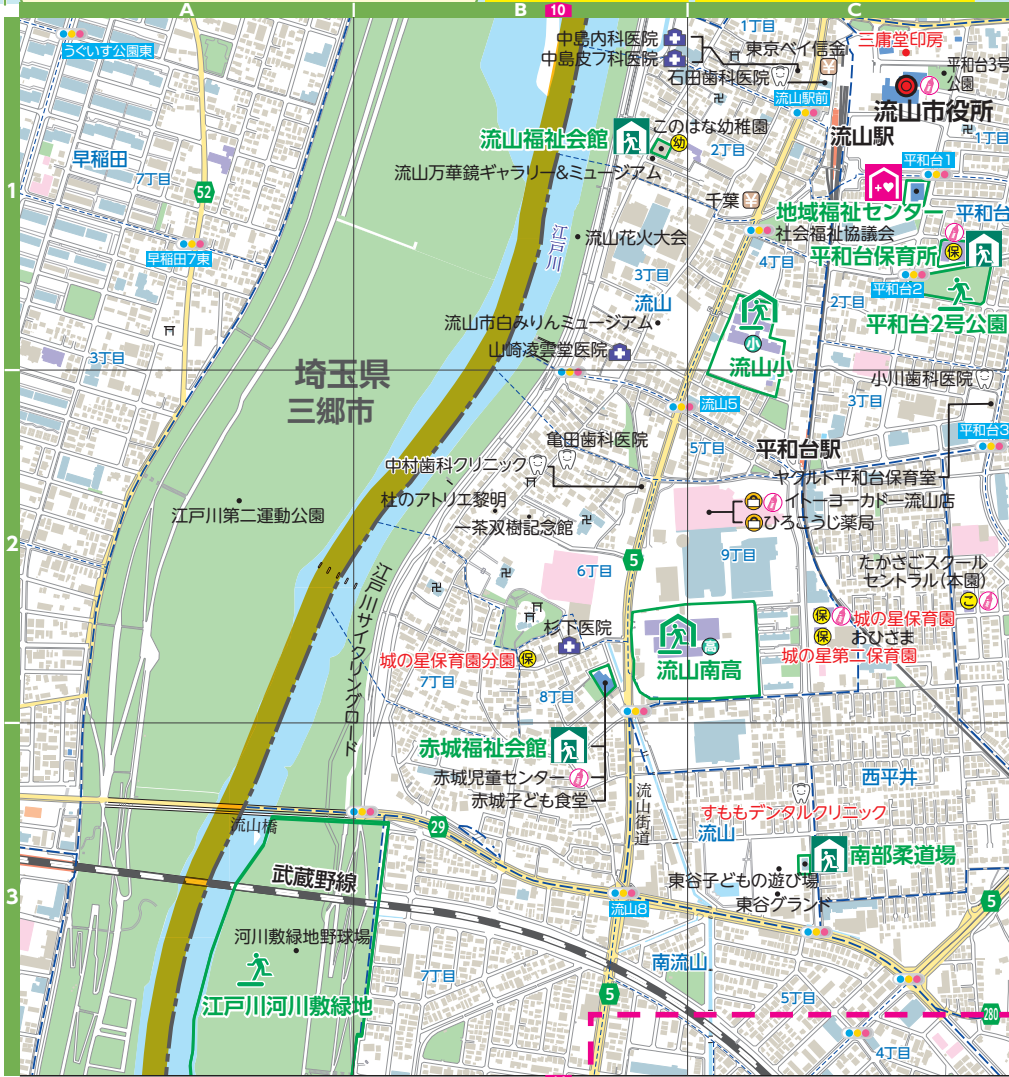 A
B
10
C
1
2
3
うぐいす公園東
早稲田
7丁目
52
早稲田7東
3丁目
埼玉県
三郷市
江戸川第二運動公園
江戸川サイクリングロード
流山橋
武蔵野線
河川敷緑地野球場
江戸川河川敷緑地
中島内科医院
中島皮フ科医院
石田歯科医院
東京ベイ信金
1丁目
三庸堂印房
平和台3号
公園
流山市役所
流山駅前
流山駅
1丁目
このはな幼稚園
幼
流山福祉会館
2丁目
流山万華鏡ギャラリー&ミュージアム
平和台1
千葉
地域福祉センター
平和台
社会福祉協議会
江戸川
流山花火大会
平和台保育所
保
3丁目
4丁目
平和台2
流山
2丁目
平和台2号公園
流山市白みりんミュージアム
山崎凌雲堂医院
小
流山小
小川歯科医院
3丁目
流山5
5丁目
平和台3
亀田歯科医院
平和台駅
中村歯科クリニック
ヤクルト平和台保育室
杜のアトリエ黎明
イトーヨーカドー流山店
一茶双樹記念館
ひろこうじ薬局
5
9丁目
6丁目
たかさごスクール
セントラル(本園)
こ
杉下医院
保
城の星保育園
保
おひさま
城の星第二保育園
高
流山南高
城の星保育園分園
保
7丁目
8丁目
赤城福祉会館
赤城児童センター
赤城子ども食堂
流山街道
西平井
すももデンタルクリニック
流山
29
南部柔道場
東谷子どもの遊び場
東谷グランド
流山8
5
南流山
7丁目
5
5丁目
280
4丁目